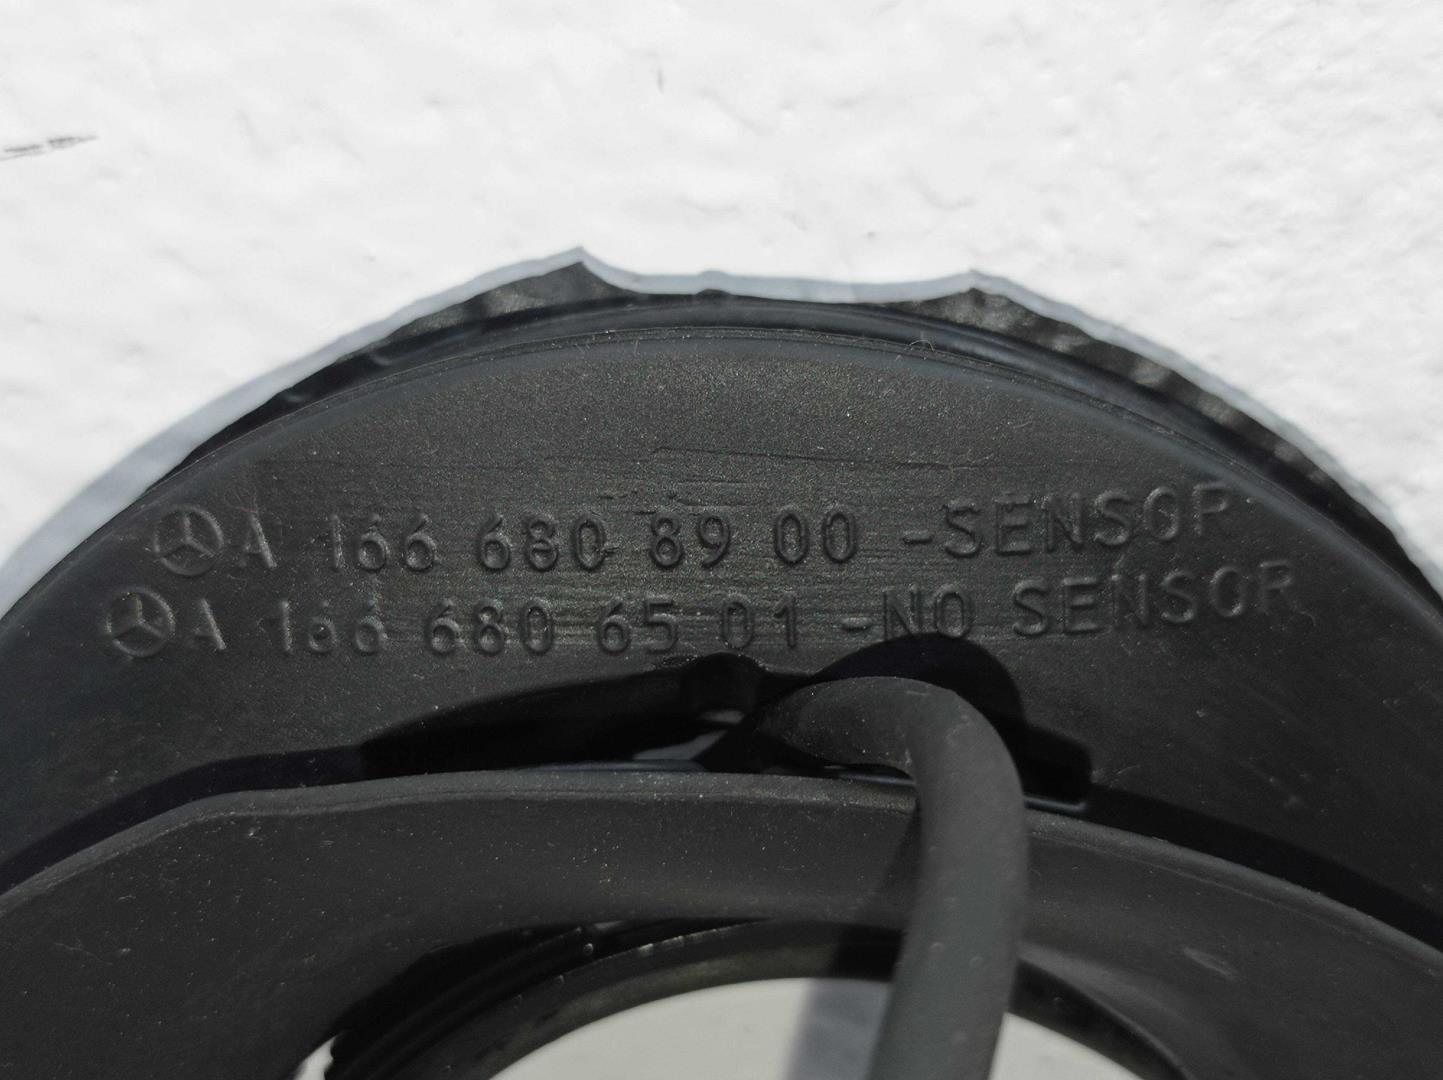 A 166 680 89 00 -SENSOR
A 166 680 65 01 -NO SENSOR